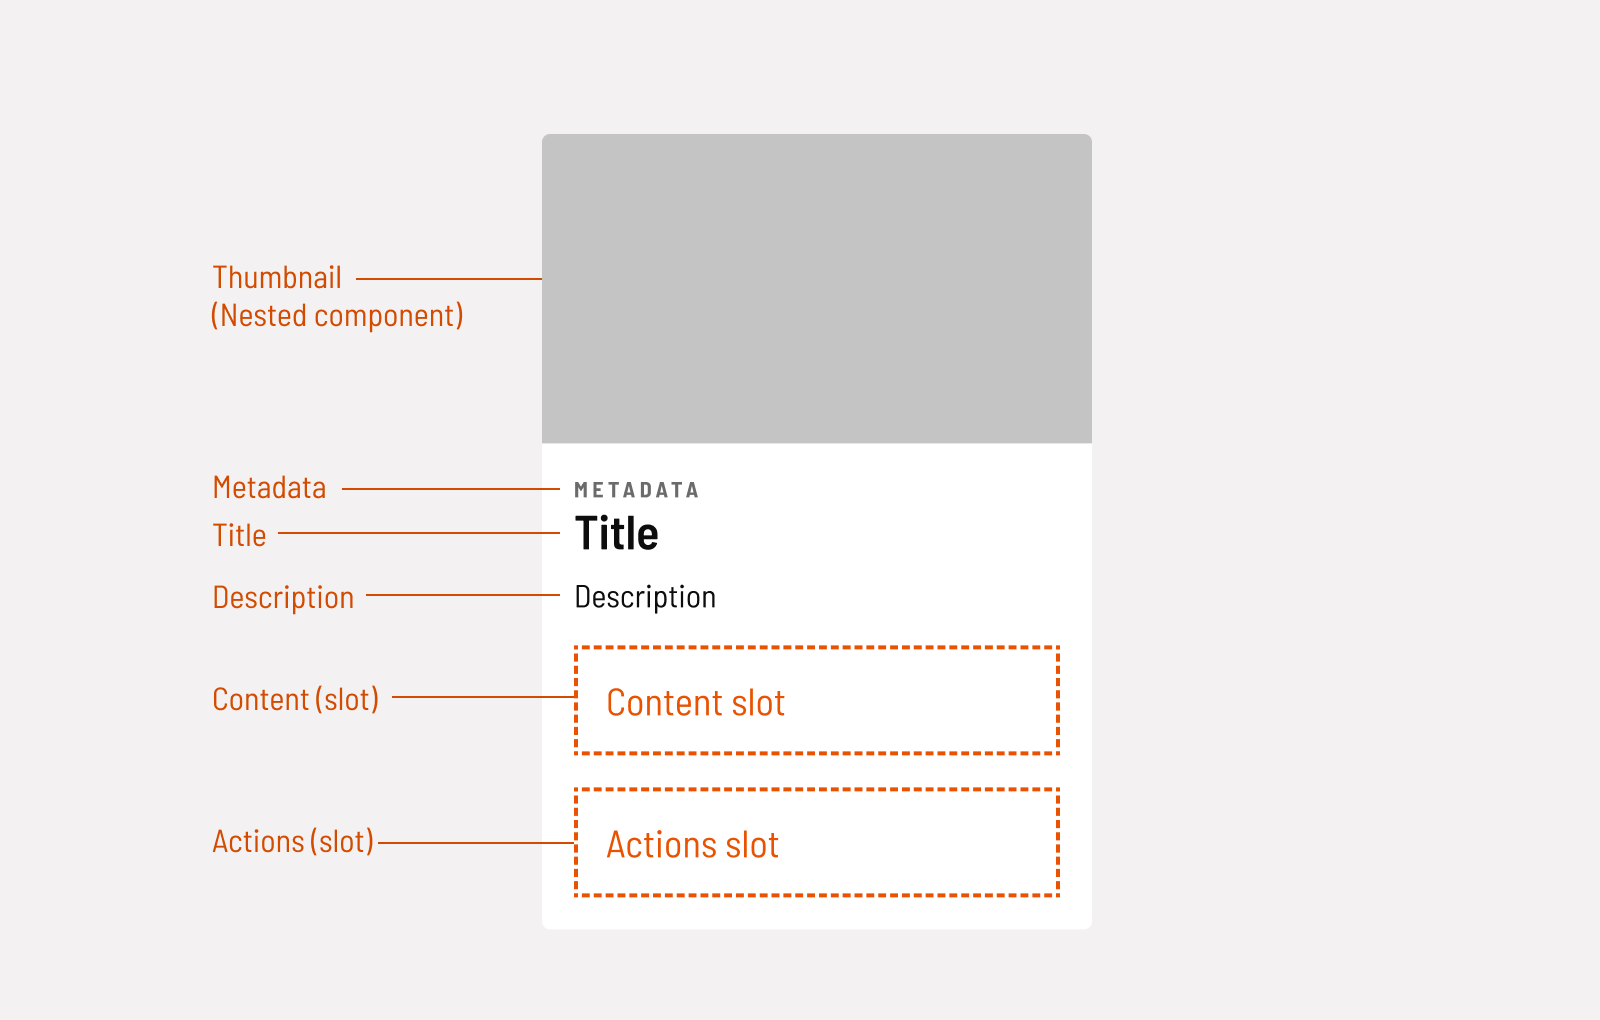 Thumbnail
(Nested component)
Metadata
METADATA
Title
Title
Description
Description
Content (slot)
Content slot
Actions (slot)
Actions slot